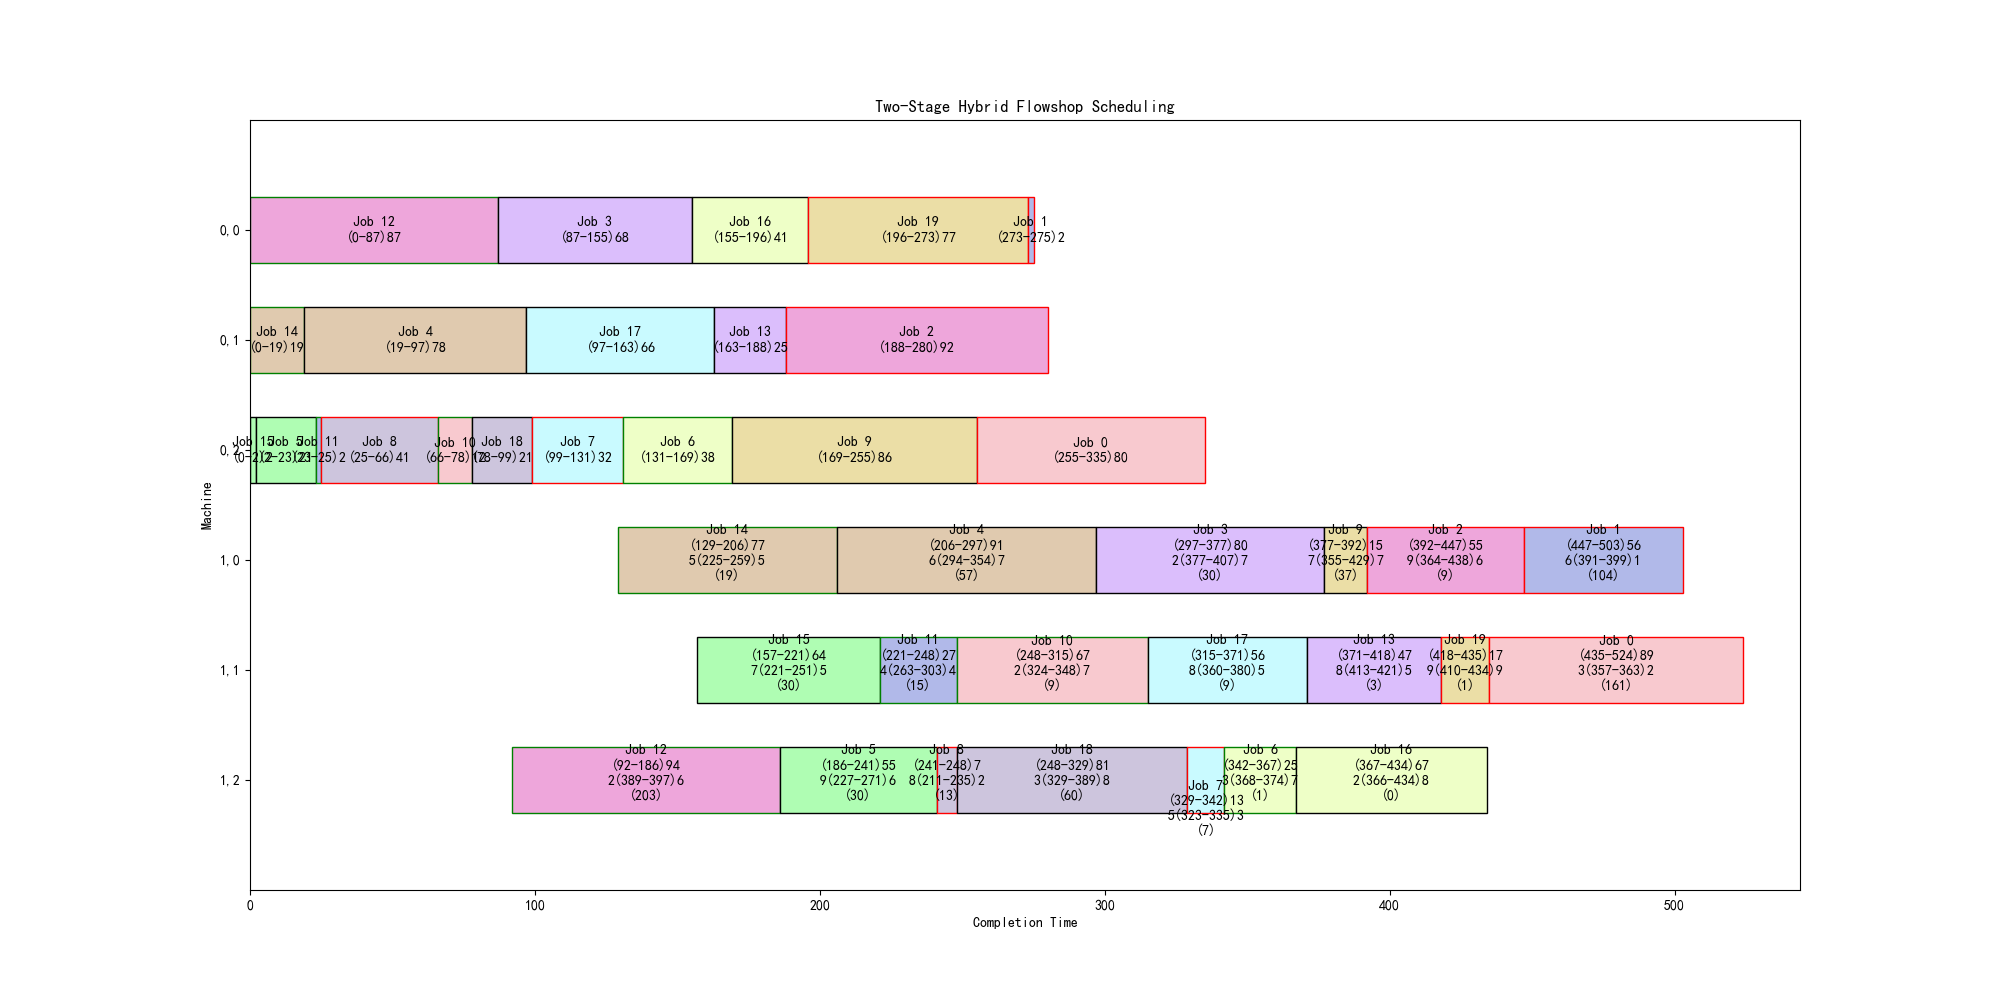 Two-Stage Hybrid Flowshop Scheduling
0,0
Job 12
(0-87)87
Job 3
(87-155)68
Job 16
(155-196)41
Job 19
(196-273)77
Job 1
(273-275)2
0,1
Job 14
(0-19)19
Job 4
(19-97)78
Job 17
(97-163)66
Job 13
(163-188)25
Job 2
(188-280)92
0,2
Job 15
(0-2)2
Job 5
(2-23)21
Job 11
(23-25)2
Job 8
(25-66)41
Job 10
(66-78)12
Job 18
(78-99)21
Job 7
(99-131)32
Job 6
(131-169)38
Job 9
(169-255)86
Job 0
(255-335)80
Machine
1,0
Job 14
(129-206)77
5(225-259)5
(19)
Job 4
(206-297)91
6(294-354)7
(57)
Job 3
(297-377)80
2(377-407)7
(30)
Job 9
(377-392)15
7(355-429)7
(37)
Job 2
(392-447)55
9(364-438)6
(9)
Job 1
(447-503)56
6(391-399)1
(104)
1,1
Job 15
(157-221)64
7(221-251)5
(30)
Job 11
(221-248)27
4(263-303)4
(15)
Job 10
(248-315)67
2(324-348)7
(9)
Job 17
(315-371)56
8(360-380)5
(9)
Job 13
(371-418)47
8(413-421)5
(3)
Job 19
(418-435)17
9(410-434)9
(1)
Job 0
(435-524)89
3(357-363)2
(161)
1,2
Job 12
(92-186)94
2(389-397)6
(203)
Job 5
(186-241)55
9(227-271)6
(30)
Job 8
(241-248)7
8(211-235)2
(13)
Job 18
(248-329)81
3(329-389)8
(60)
Job 7
(329-342)13
5(323-335)3
(7)
Job 6
(342-367)25
3(368-374)7
(1)
Job 16
(367-434)67
2(366-434)8
(0)
0
100
200
300
400
500
Completion Time